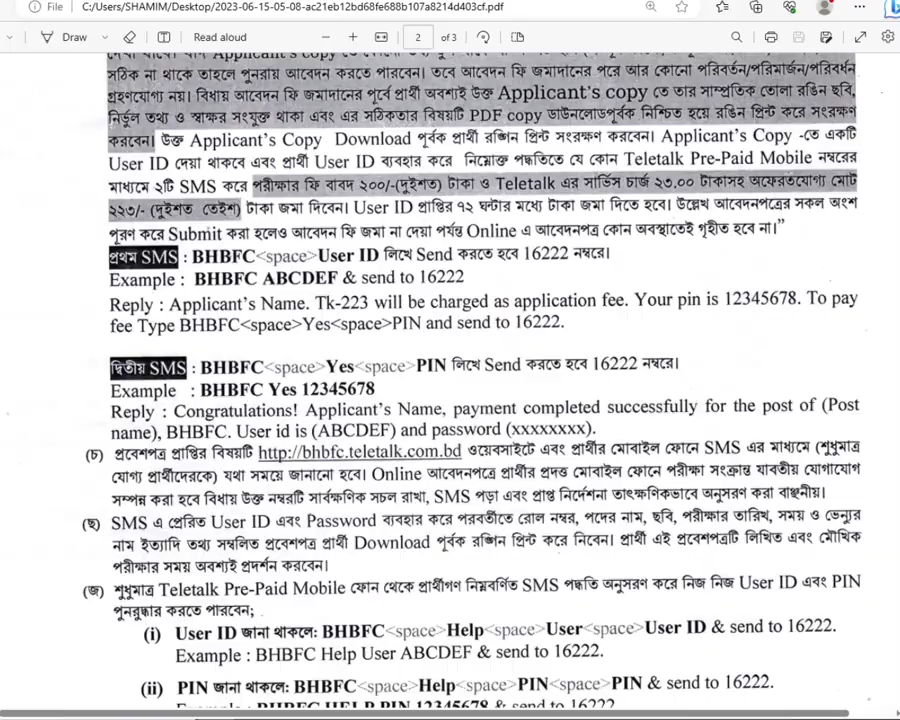 File C:/Users/SHAMIM/Desktop/2023-06-15-05-08-ac21eb12bd68fe688b107a8214d403cf.pdf
Draw Read aloud 2 of 3
সঠিক না থাকে তাহলে পুনরায় আবেদন করতে পারবেন। তবে আবেদন ফি জমাদানের পরে আর কোনো পরিবর্তন/পরিমার্জন/পরিবর্ধন
গ্রহণযোগ্য নয়। বিধায় আবেদন ফি জমাদানের পূর্বে প্রার্থী অবশ্যই উক্ত Applicant's copy তে তার সাম্প্রতিক তোলা রঙিন ছবি,
নির্ভুল তথ্য ও স্বাক্ষর সংযুক্ত থাকা এবং এর সঠিকতার বিষয়টি PDF copy ডাউনলোডপূর্বক নিশ্চিত হয়ে রঙিন প্রিন্ট করে সংরক্ষণ
করবেন। উক্ত Applicant's Copy Download পূর্বক প্রার্থী রঙ্গিন প্রিন্ট সংরক্ষণ করবেন। Applicant's Copy -তে একটি
User ID দেয়া থাকবে এবং প্রার্থী User ID ব্যবহার করে নিম্নোক্ত পদ্ধতিতে যে কোন Teletalk Pre-Paid Mobile নম্বরের
মাধ্যমে ২টি SMS করে পরীক্ষার ফি বাবদ ২০০/-(দুইশত) টাকা ও Teletalk এর সার্ভিস চার্জ ২৩.০০ টাকাসহ অফেরতযোগ্য মোট
২২৩/- (দুইশত তেইশ) টাকা জমা দিবেন। User ID প্রাপ্তির ৭২ ঘন্টার মধ্যে টাকা জমা দিতে হবে। উল্লেখ আবেদনপত্রের সকল অংশ
পূরণ করে Submit করা হলেও আবেদন ফি জমা না দেয়া পর্যন্ত Online এ আবেদনপত্র কোন অবস্থাতেই গৃহীত হবে না।”
প্রথম SMS : BHBFC<space>User ID লিখে Send করতে হবে 16222 নম্বরে।
Example : BHBFC ABCDEF & send to 16222
Reply : Applicant's Name. Tk-223 will be charged as application fee. Your pin is 12345678. To pay
fee Type BHBFC<space>Yes<space>PIN and send to 16222.
দ্বিতীয় SMS : BHBFC<space>Yes<space>PIN লিখে Send করতে হবে 16222 নম্বরে।
Example : BHBFC Yes 12345678
Reply : Congratulations! Applicant's Name, payment completed successfully for the post of (Post
name), BHBFC. User id is (ABCDEF) and password (xxxxxxxx).
(চ) প্রবেশপত্র প্রাপ্তির বিষয়টি http://bhbfc.teletalk.com.bd ওয়েবসাইটে এবং প্রার্থীর মোবাইল ফোনে SMS এর মাধ্যমে (শুধুমাত্র
যোগ্য প্রার্থীদেরকে) যথা সময়ে জানানো হবে। Online আবেদনপত্রে প্রার্থীর প্রদত্ত মোবাইল ফোনে পরীক্ষা সংক্রান্ত যাবতীয় যোগাযোগ
সম্পন্ন করা হবে বিধায় উক্ত নম্বরটি সার্বক্ষণিক সচল রাখা, SMS পড়া এবং প্রাপ্ত নির্দেশনা তাৎক্ষণিকভাবে অনুসরণ করা বাঞ্ছনীয়।
(ছ) SMS এ প্রেরিত User ID এবং Password ব্যবহার করে পরবর্তীতে রোল নম্বর, পদের নাম, ছবি, পরীক্ষার তারিখ, সময় ও ভেন্যুর
নাম ইত্যাদি তথ্য সম্বলিত প্রবেশপত্র প্রার্থী Download পূর্বক রঙ্গিন প্রিন্ট করে নিবেন। প্রার্থী এই প্রবেশপত্রটি লিখিত এবং মৌখিক
পরীক্ষার সময় অবশ্যই প্রদর্শন করবেন।
(জ) শুধুমাত্র Teletalk Pre-Paid Mobile ফোন থেকে প্রার্থীগণ নিম্নবর্ণিত SMS পদ্ধতি অনুসরণ করে নিজ নিজ User ID এবং PIN
পুনরুদ্ধার করতে পারবেন;
(i) User ID জানা থাকলে: BHBFC<space>Help<space>User<space>User ID & send to 16222.
Example : BHBFC Help User ABCDEF & send to 16222.
(ii) PIN জানা থাকলে: BHBFC<space>Help<space>PIN<space>PIN & send to 16222.
BHBFC HELP PIN 12345678 & send to 16222